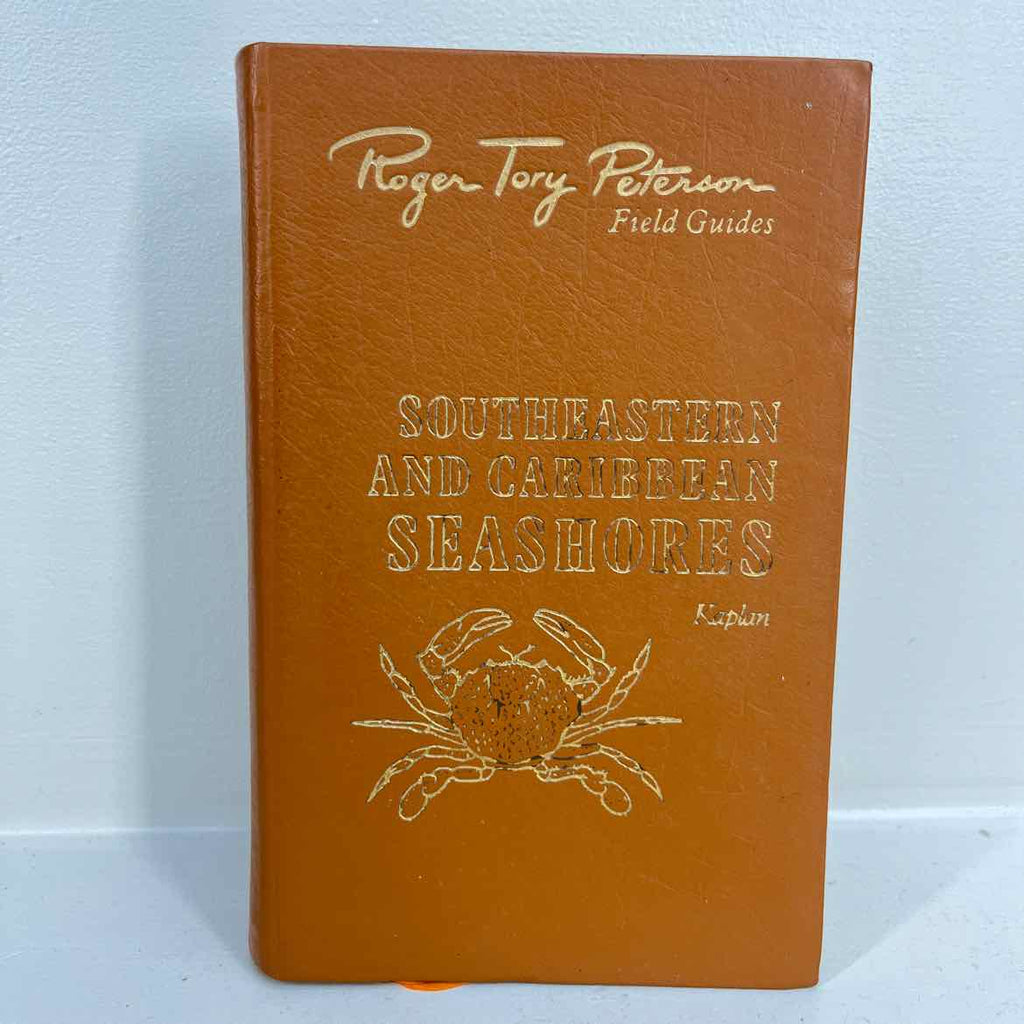 Roger Tory Peterson
Field Guides
SOUTHEASTERN
AND CARIBBEAN
SEASHORES
Kaplan